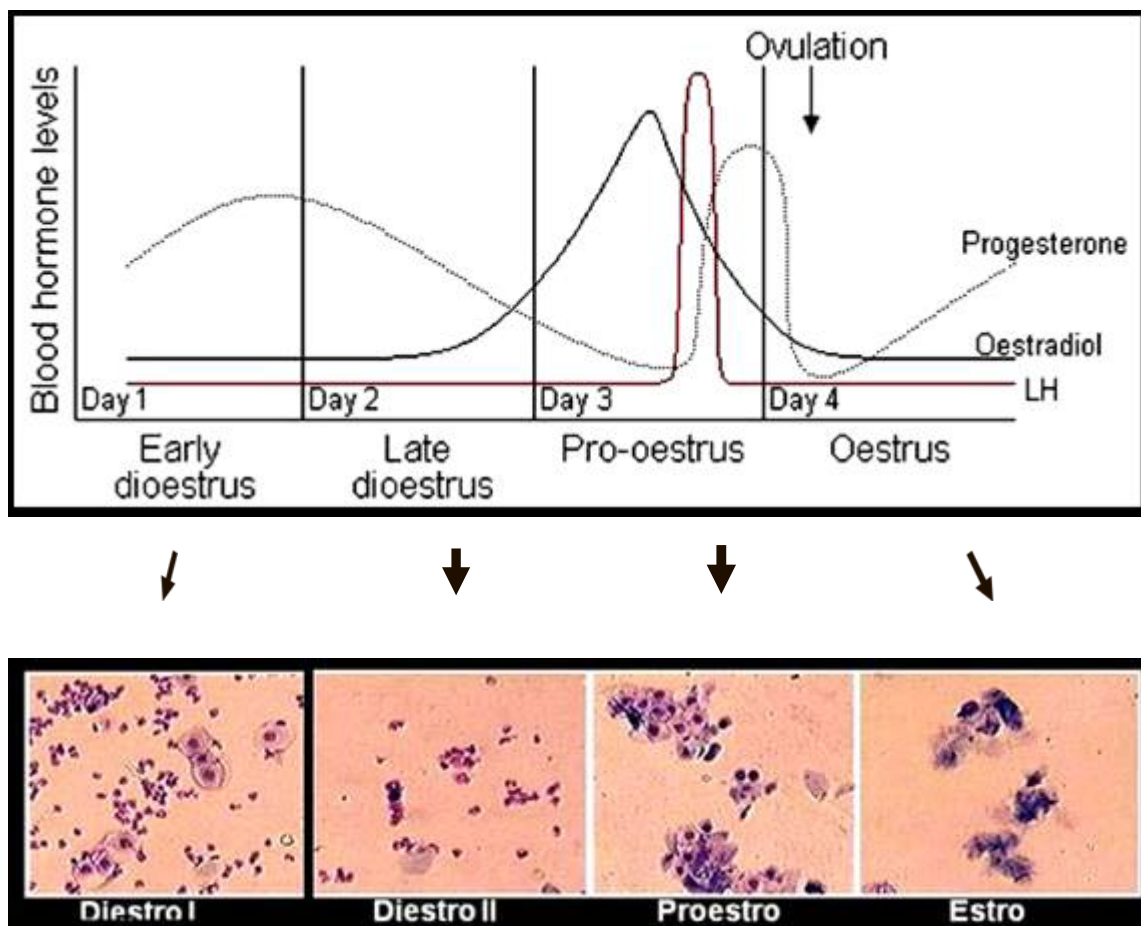 Ovulation
Blood hormone levels
Progesterone
Oestradiol
LH
Day 1
Day 2
Day 3
Day 4
Early
dioestrus
Late
dioestrus
Pro-oestrus
Oestrus
Diestro I
Diestro II
Proestro
Estro